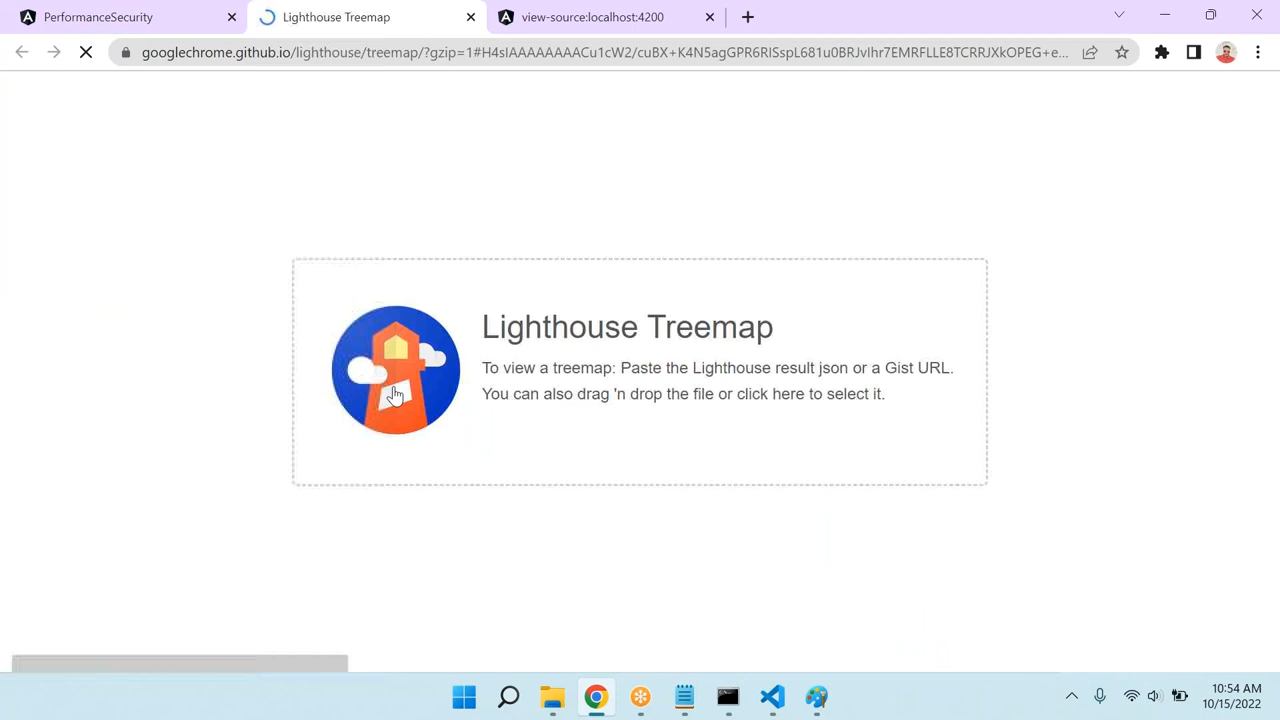 PerformanceSecurity
Lighthouse Treemap
view-source:localhost:4200
googlechrome.github.io/lighthouse/treemap/?gzip=1#H4sIAAAAAAAACu1cW2/cuBX+K4N5agGPR6RISspL681u0BRJvIhr7EMRFLLE8TCRRJXkOPEG+e...
Lighthouse Treemap
To view a treemap: Paste the Lighthouse result json or a Gist URL.
You can also drag 'n drop the file or click here to select it.
10:54 AM
10/15/2022